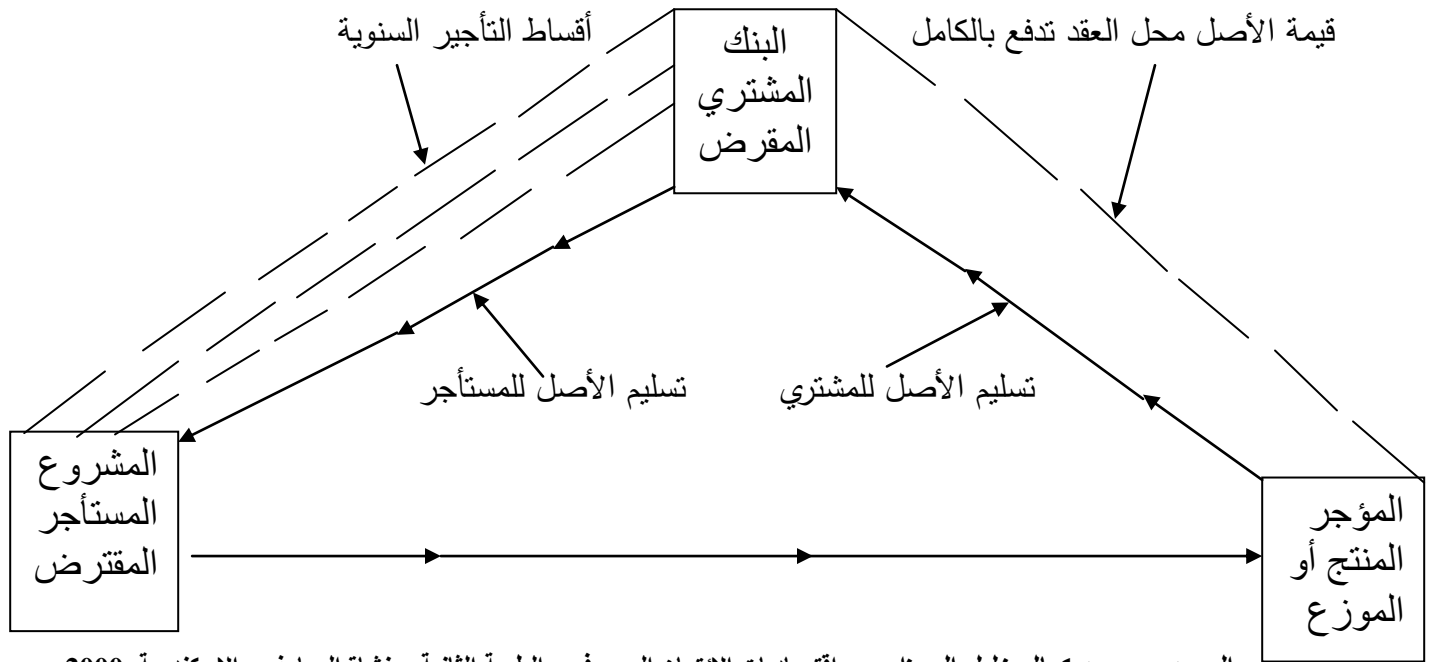 قيمة الأصل محل العقد تدفع بالكامل
أقساط التأجير السنوية
البنك
المشتري
المقرض
تسليم الأصل للمشتري
تسليم الأصل للمستأجر
المؤجر
المنتج أو
الموزع
المشروع
المستأجر
المقترض
2000